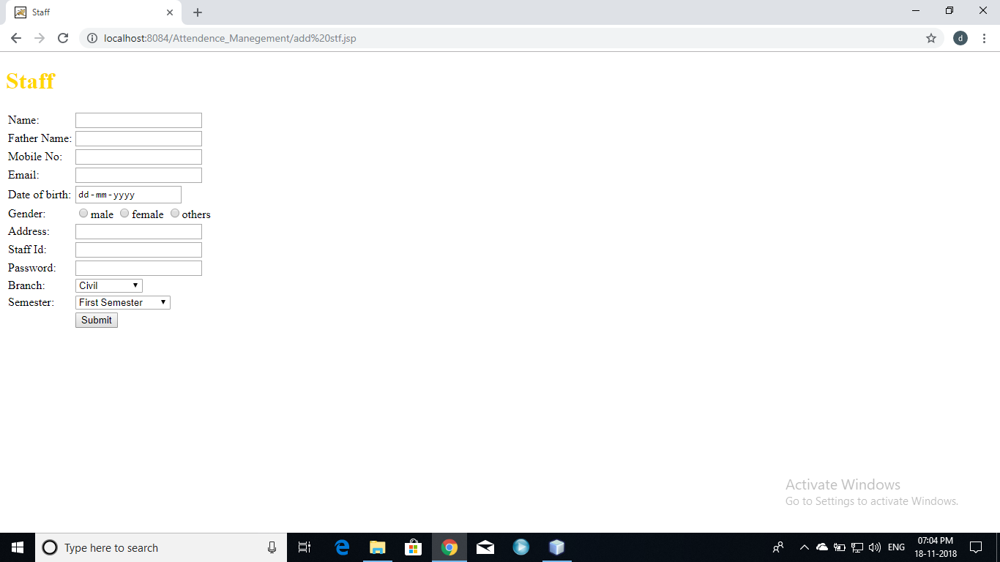 Staff
localhost:8084/Attendence_Manegement/add%20stf.jsp
d
Staff
Name:
Father Name:
Mobile No:
Email:
Date of birth: dd-mm-yyyy
Gender: male female others
Address:
Staff Id:
Password:
Branch: Civil
Semester: First Semester
Submit
Activate Windows
Go to Settings to activate Windows.
Type here to search
ENG
07:04 PM
18-11-2018